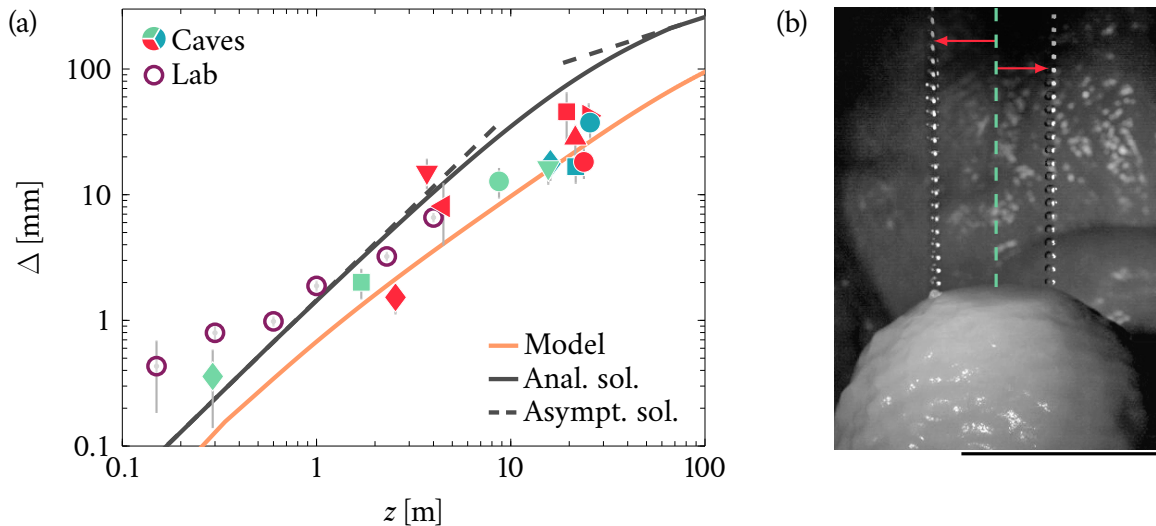 (a)
Caves
Lab
100
10
1
0.1
Δ [mm]
Model
Anal. sol.
Asympt. sol.
0.1
1
10
100
z [m]
(b)